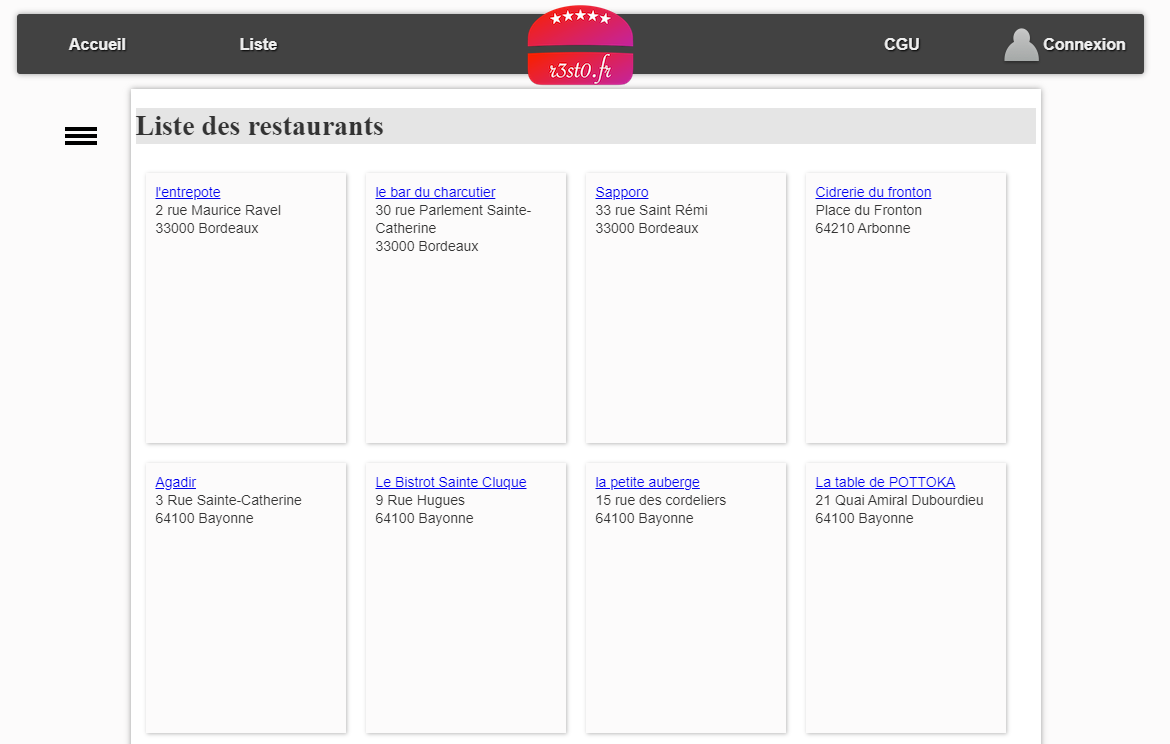 Accueil
Liste
r3st0.fr
CGU
Connexion
Liste des restaurants
l'entrepote
2 rue Maurice Ravel
33000 Bordeaux
le bar du charcutier
30 rue Parlement Sainte-
Catherine
33000 Bordeaux
Sapporo
33 rue Saint Rémi
33000 Bordeaux
Cidrerie du fronton
Place du Fronton
64210 Arbonne
Agadir
3 Rue Sainte-Catherine
64100 Bayonne
Le Bistrot Sainte Cluque
9 Rue Hugues
64100 Bayonne
la petite auberge
15 rue des cordeliers
64100 Bayonne
La table de POTTOKA
21 Quai Amiral Dubourdieu
64100 Bayonne